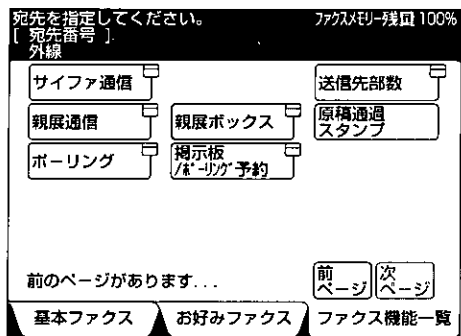 宛先を指定してください。 ファクスメモリー残量100%
[ 宛先番号 ].
外線
サイファ通信 送信先部数
親展通信 親展ボックス 原稿通過
スタンプ
ポーリング 掲示板
/ポーリング予約
前のページがあります... 前
ページ 次
ページ
基本ファクス お好みファクス ファクス機能一覧